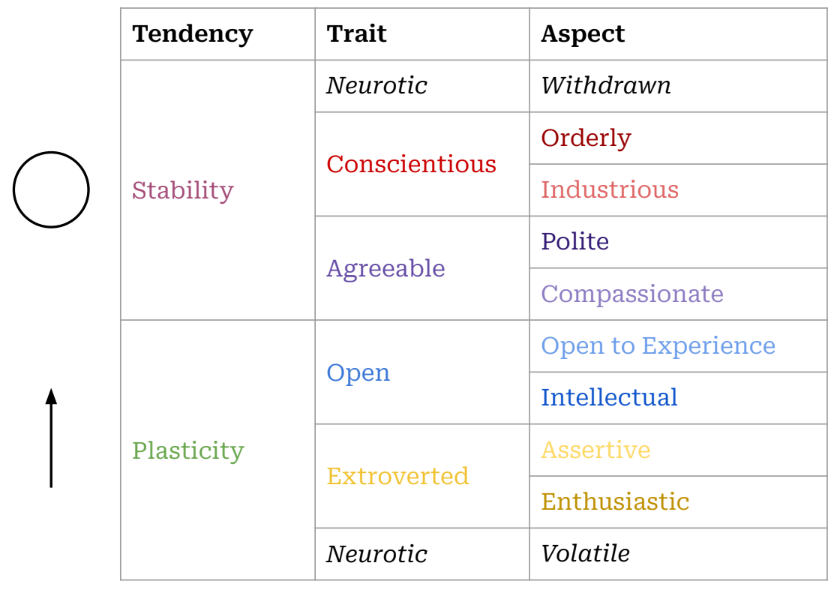 Tendency Trait Aspect
Neurotic Withdrawn
Conscientious Orderly
Stability Industrious
Agreeable Polite
Compassionate
Open Open to Experience
Intellectual
Plasticity Extroverted Assertive
Enthusiastic
Neurotic Volatile